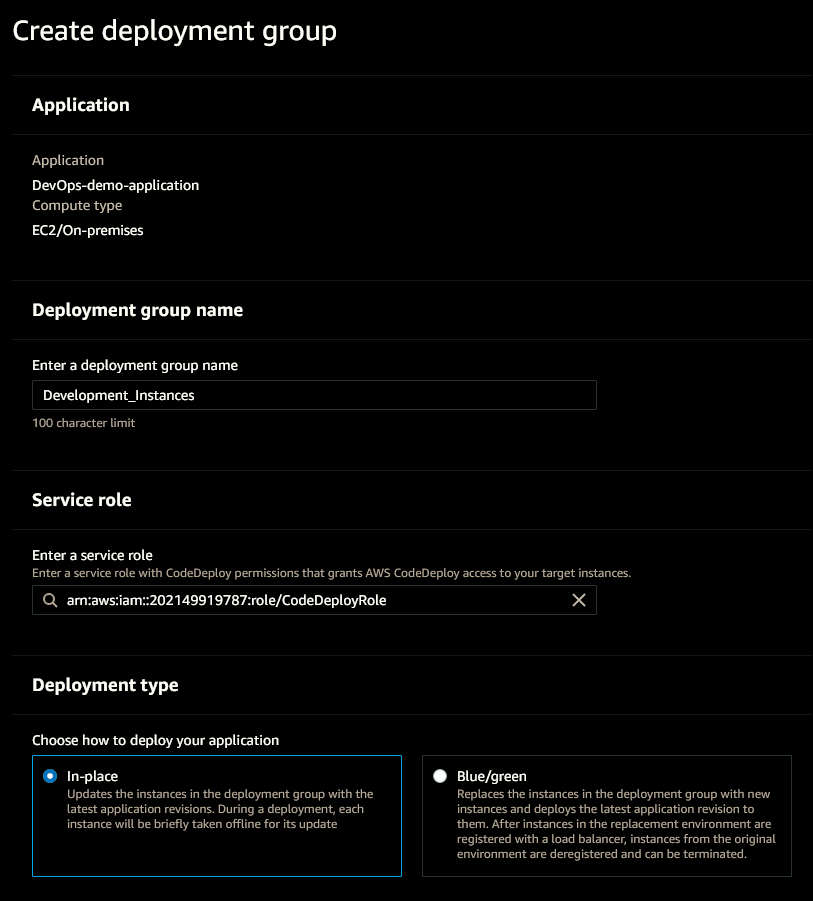 Create deployment group
Application
Application
DevOps-demo-application
Compute type
EC2/On-premises
Deployment group name
Enter a deployment group name
Development_Instances
100 character limit
Service role
Enter a service role
Enter a service role with CodeDeploy permissions that grants AWS CodeDeploy access to your target instances.
arn:aws:iam::202149919787:role/CodeDeployRole
Deployment type
Choose how to deploy your application
In-place
Updates the instances in the deployment group with the
latest application revisions. During a deployment, each
instance will be briefly taken offline for its update
Blue/green
Replaces the instances in the deployment group with new
instances and deploys the latest application revision to
them. After instances in the replacement environment are
registered with a load balancer, instances from the original
environment are deregistered and can be terminated.